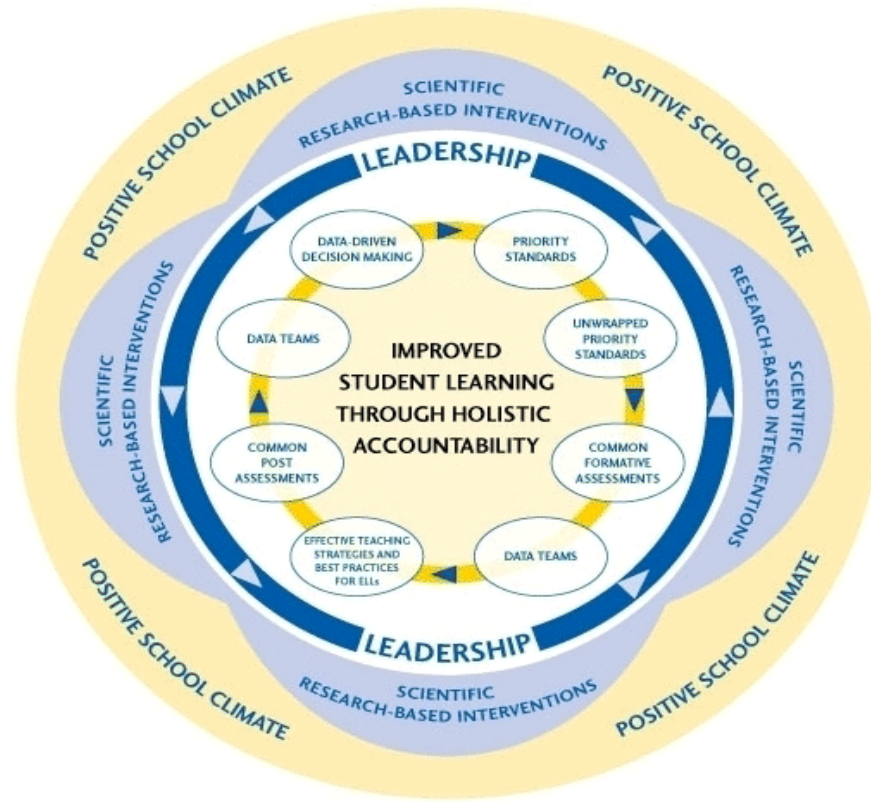 POSITIVE SCHOOL CLIMATE
POSITIVE SCHOOL CLIMATE
SCIENTIFIC
RESEARCH-BASED INTERVENTIONS
LEADERSHIP
DATA-DRIVEN
DECISION MAKING
PRIORITY
STANDARDS
DATA TEAMS
UNWRAPPED
PRIORITY
STANDARDS
IMPROVED
STUDENT LEARNING
THROUGH HOLISTIC
ACCOUNTABILITY
SCIENTIFIC
RESEARCH-BASED INTERVENTIONS
SCIENTIFIC
RESEARCH-BASED INTERVENTIONS
COMMON
POST
ASSESSMENTS
COMMON
FORMATIVE
ASSESSMENTS
EFFECTIVE TEACHING
STRATEGIES AND
BEST PRACTICES
FOR ELLs
DATA TEAMS
LEADERSHIP
SCIENTIFIC
RESEARCH-BASED INTERVENTIONS
POSITIVE SCHOOL CLIMATE
POSITIVE SCHOOL CLIMATE